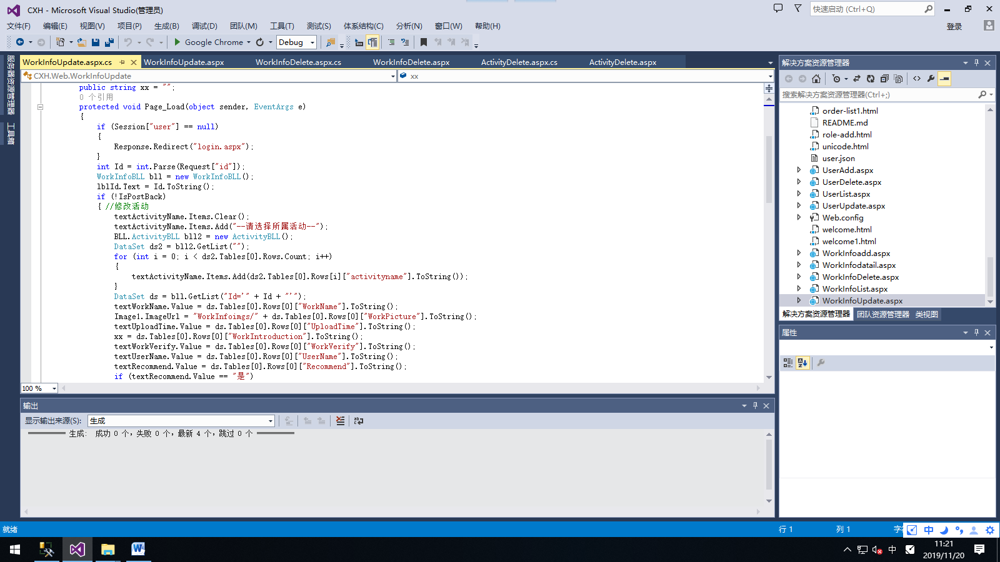 CXH - Microsoft Visual Studio(管理员)
快速启动 (Ctrl+Q)
文件(F) 编辑(E) 视图(V) 项目(P) 生成(B) 调试(D) 团队(M) 工具(T) 测试(S) 体系结构(C) 分析(N) 窗口(W) 帮助(H)
登录
Google Chrome
Debug
服务器资源管理器
工具箱
WorkInfoUpdate.aspx.cs WorkInfoUpdate.aspx WorkInfoDelete.aspx.cs WorkInfoDelete.aspx ActivityDelete.aspx.cs ActivityDelete.aspx
CXH.Web.WorkInfoUpdate
xx
public string xx = "";
0 个引用
protected void Page_Load(object sender, EventArgs e)
{
if (Session["user"] == null)
{
Response.Redirect("login.aspx");
}
int Id = int.Parse(Request["id"]);
WorkInfoBLL bll = new WorkInfoBLL();
lblId.Text = Id.ToString();
if (!IsPostBack)
{ //修改活动
textActivityName.Items.Clear();
textActivityName.Items.Add("--请选择所属活动--");
BLL.ActivityBLL bll2 = new ActivityBLL();
DataSet ds2 = bll2.GetList("");
for (int i = 0; i < ds2.Tables[0].Rows.Count; i++)
{
textActivityName.Items.Add(ds2.Tables[0].Rows[i]["activityname"].ToString());
}
DataSet ds = bll.GetList("Id='" + Id + "'");
textWorkName.Value = ds.Tables[0].Rows[0]["WorkName"].ToString();
Image1.ImageUrl = "WorkInfoimgs/" + ds.Tables[0].Rows[0]["WorkPicture"].ToString();
textUploadTime.Value = ds.Tables[0].Rows[0]["UploadTime"].ToString();
xx = ds.Tables[0].Rows[0]["WorkIntroduction"].ToString();
textWorkVerify.Value = ds.Tables[0].Rows[0]["WorkVerify"].ToString();
textUserName.Value = ds.Tables[0].Rows[0]["UserName"].ToString();
textRecommend.Value = ds.Tables[0].Rows[0]["Recommend"].ToString();
if (textRecommend.Value == "是")
100 %
输出
显示输出来源(S): 生成
========== 生成: 成功 0 个，失败 0 个，最新 4 个，跳过 0 个 ==========
解决方案资源管理器
搜索解决方案资源管理器(Ctrl+;)
order-list1.html
README.md
role-add.html
unicode.html
user.json
UserAdd.aspx
UserDelete.aspx
UserList.aspx
UserUpdate.aspx
Web.config
welcome.html
welcome1.html
WorkInfoadd.aspx
WorkInfodatail.aspx
WorkInfoDelete.aspx
WorkInfoList.aspx
WorkInfoUpdate.aspx
解决方案资源管理器 团队资源管理器 类视图
属性
就绪
行 1 列 1
中
中
11:21
2019/11/20